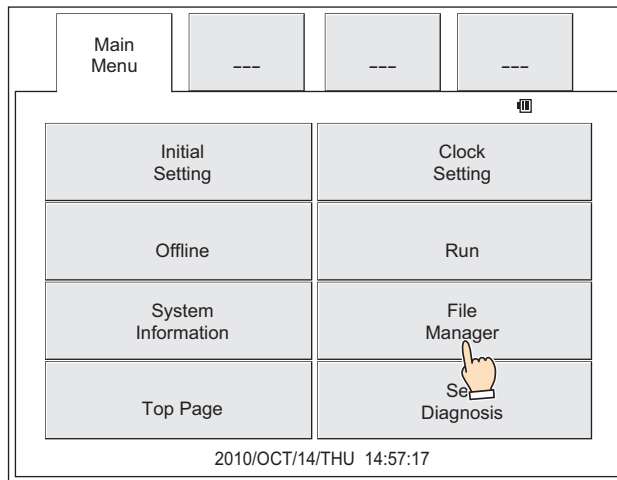 Main
Menu
---
---
---
Initial
Setting
Clock
Setting
Offline
Run
System
Information
File
Manager
Top Page
Se
Diagnosis
2010/OCT/14/THU 14:57:17